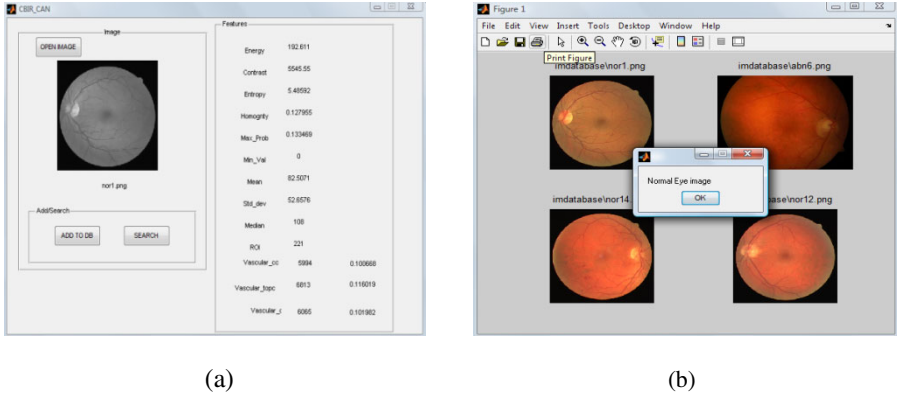 CBIR_CAN
Image
OPEN IMAGE
nor1.png
Add/Search
ADD TO DB
SEARCH
Features
Energy 192.611
Contrast 5545.55
Entropy 5.48592
Homogrity 0.127955
Max_Prob 0.133469
Min_Val 0
Mean 82.5071
Std_dev 52.6576
Median 108
ROI 221
Vascular_cc 5994 0.100668
Vascular_topc 6813 0.116019
Vascular_( 6065 0.101982
(a)
Figure 1
File Edit View Insert Tools Desktop Window Help
Print Figure
imdatabase\nor1.png
imdatabase\abn6.png
Normal Eye image
OK
imdatabase\nor14.
ase\nor12.png
(b)